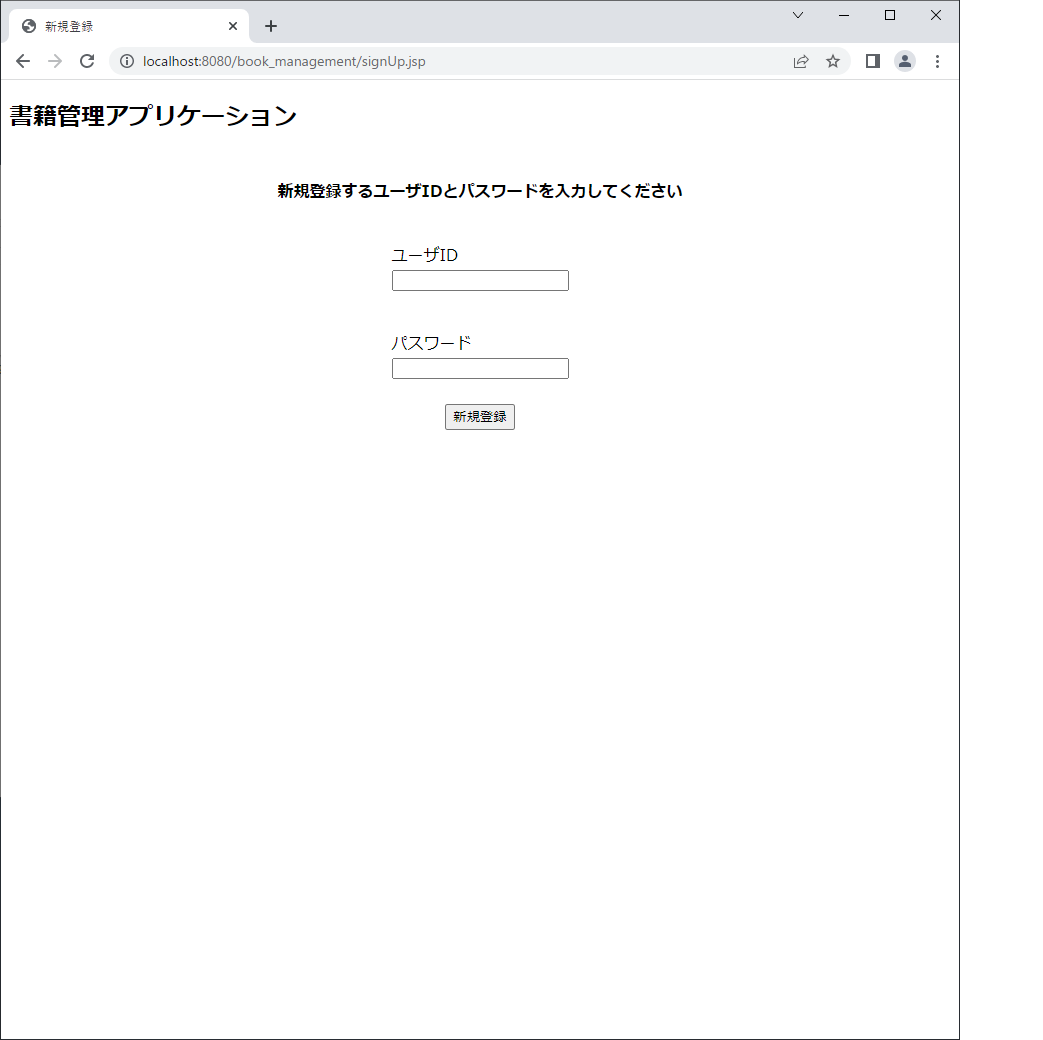 新規登録
localhost:8080/book_management/signUp.jsp
書籍管理アプリケーション
新規登録するユーザIDとパスワードを入力してください
ユーザID
パスワード
新規登録